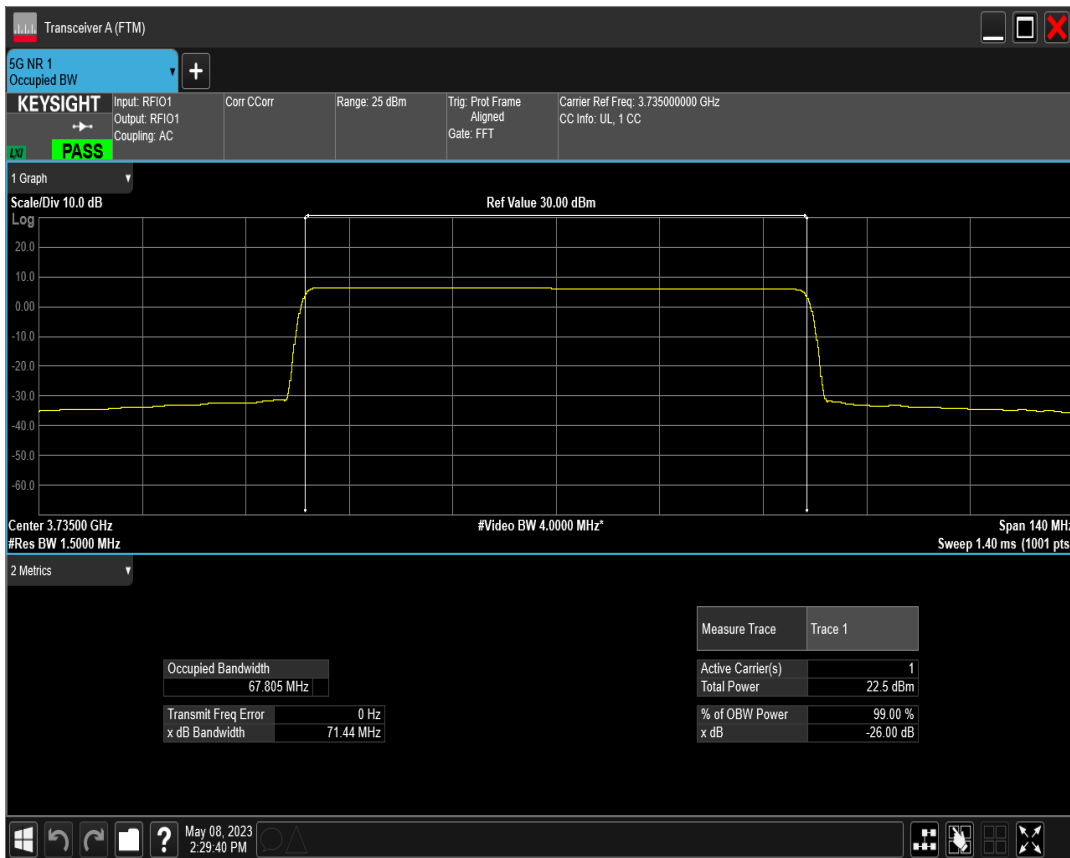 Transceiver A (FTM)
5G NR 1
Occupied BW
+
KEYSIGHT
LXI
PASS
Input: RFIO1
Output: RFIO1
Coupling: AC
Corr CCorr
Range: 25 dBm
Trig: Prot Frame
Aligned
Gate: FFT
Carrier Ref Freq: 3.735000000 GHz
CC Info: UL, 1 CC
1 Graph
Scale/Div 10.0 dB
Ref Value 30.00 dBm
Log
20.0
10.0
0.00
-10.0
-20.0
-30.0
-40.0
-50.0
-60.0
Center 3.73500 GHz
#Video BW 4.0000 MHz*
Span 140 MHz
#Res BW 1.5000 MHz
Sweep 1.40 ms (1001 pts
2 Metrics
Measure Trace Trace 1
Occupied Bandwidth
67.805 MHz
Active Carrier(s) 1
Total Power 22.5 dBm
Transmit Freq Error 0 Hz
x dB Bandwidth 71.44 MHz
% of OBW Power 99.00 %
x dB -26.00 dB
?
May 08, 2023
2:29:40 PM